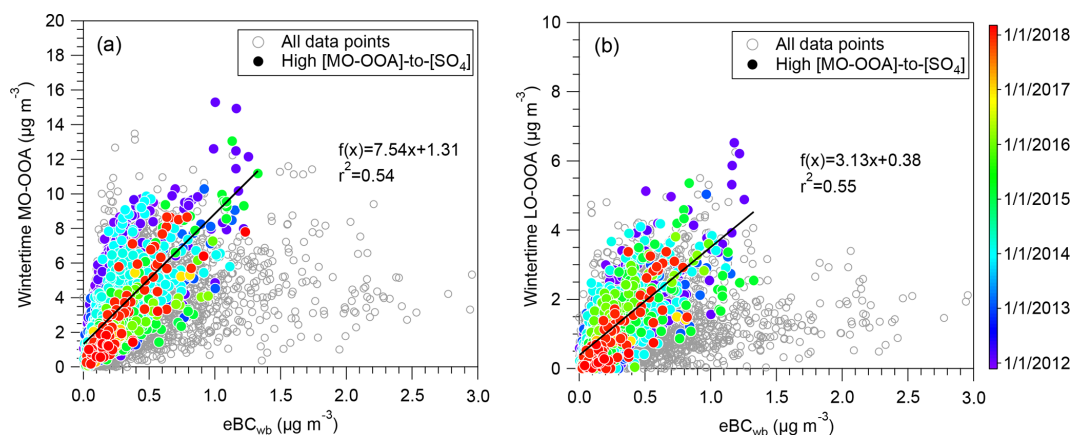 (a)
All data points
High [MO-OOA]-to-[SO₄]
f(x)=7.54x+1.31
r²=0.54
Wintertime MO-OOA (µg m⁻³)
20
18
16
14
12
10
8
6
4
2
0
0.0 0.5 1.0 1.5 2.0 2.5 3.0
eBCwb (µg m⁻³)
(b)
All data points
High [MO-OOA]-to-[SO₄]
f(x)=3.13x+0.38
r²=0.55
Wintertime LO-OOA (µg m⁻³)
10
8
6
4
2
0
0.0 0.5 1.0 1.5 2.0 2.5 3.0
eBCwb (µg m⁻³)
1/1/2018
1/1/2017
1/1/2016
1/1/2015
1/1/2014
1/1/2013
1/1/2012